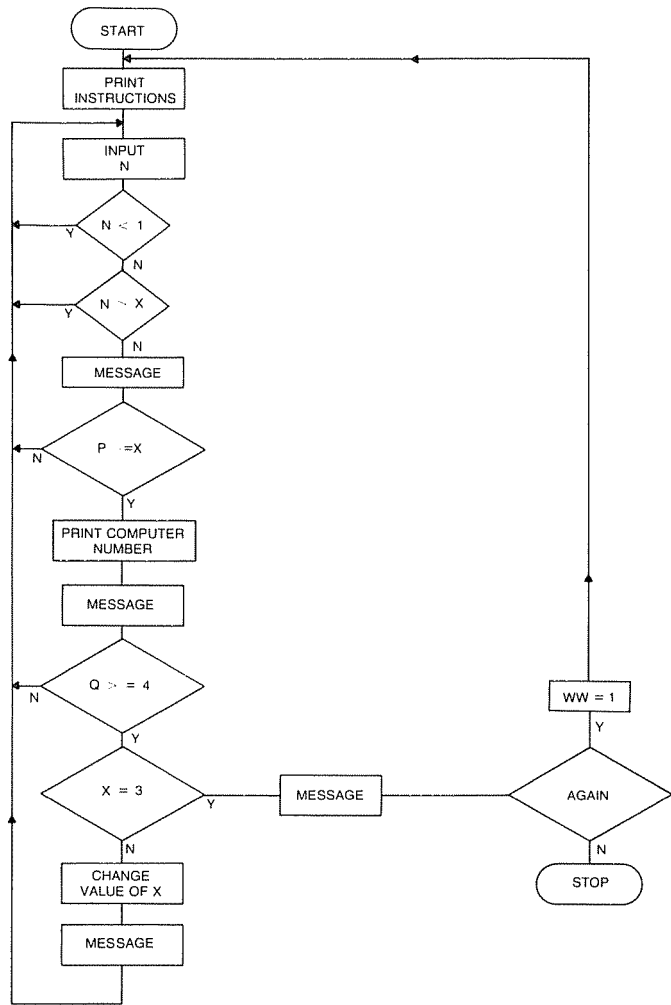 START
PRINT
INSTRUCTIONS
INPUT
N
N < 1
Y
N
N > X
Y
N
MESSAGE
P =X
N
Y
PRINT COMPUTER
NUMBER
MESSAGE
Q > = 4
N
Y
X = 3
Y
N
MESSAGE
AGAIN
Y
WW = 1
N
STOP
CHANGE
VALUE OF X
MESSAGE